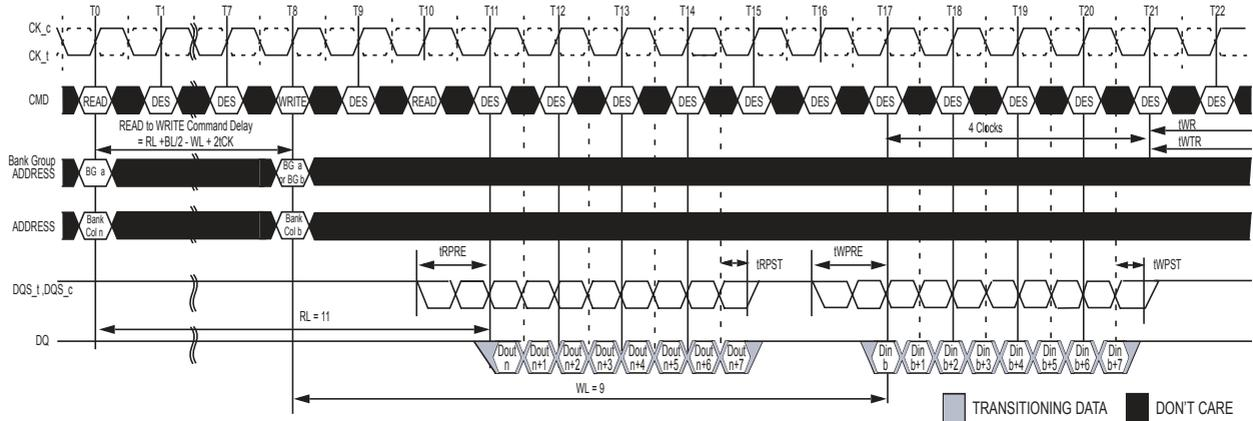 T0 T1 T7 T8 T9 T10 T11 T12 T13 T14 T15 T16 T17 T18 T19 T20 T21 T22
CK_c
CK_t
CMD READ DES DES WRITE DES READ DES DES DES DES DES DES DES DES DES DES DES DES
READ to WRITE Command Delay
= RL +BL/2 - WL + 2tCK
4 Clocks
tWR
tWTR
Bank Group
ADDRESS
BG a
BG a
or BG b
ADDRESS
Bank
Col n
Bank
Col b
tRPRE
tRPST
tWPRE
tWPST
DQS_t ,DQS_c
RL = 11
DQ
Dout Dout Dout Dout Dout Dout Dout Dout Din Din Din Din Din Din Din Din
n n+1 n+2 n+3 n+4 n+5 n+6 n+7 b b+1 b+2 b+3 b+4 b+5 b+6 b+7
WL = 9
TRANSITIONING DATA
DON'T CARE